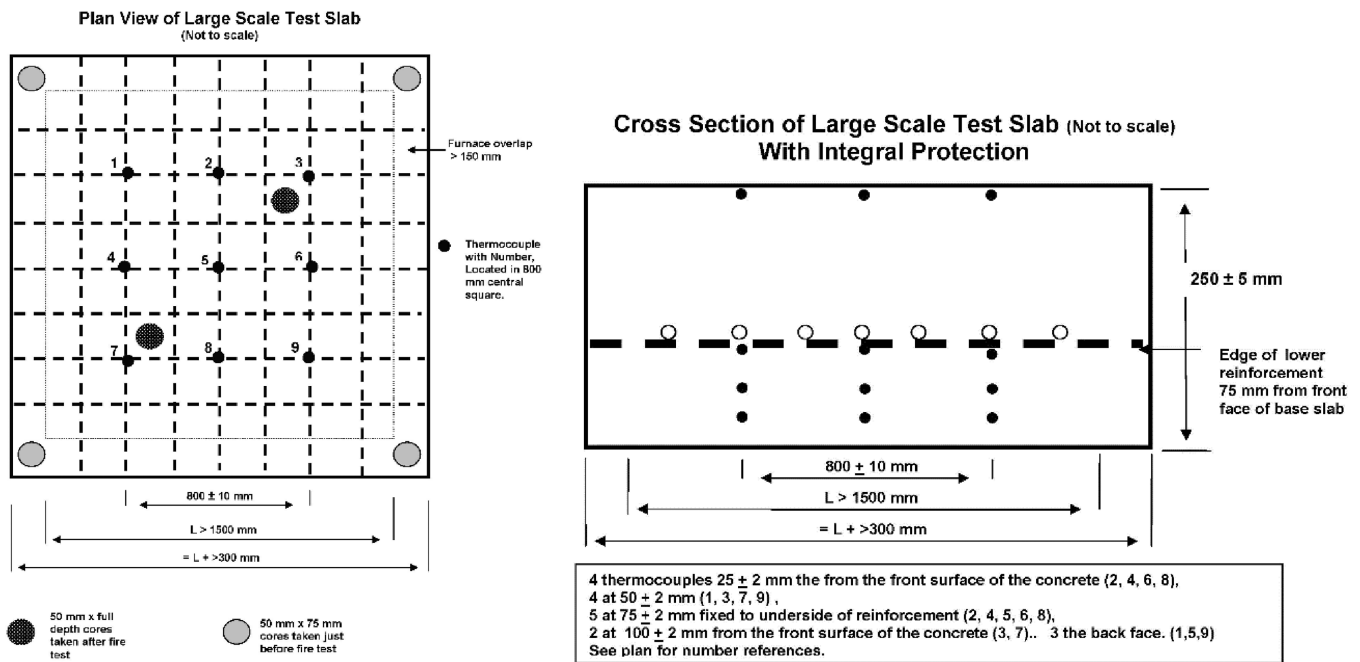 Plan View of Large Scale Test Slab
(Not to scale)
1
2
3
Furnace overlap
> 150 mm
4
5
6
Thermocouple
with Number,
Located in 800
mm central
square.
7
8
9
800 ± 10 mm
L > 1500 mm
= L + >300 mm
50 mm x full
depth cores
taken after fire
test
50 mm x 75 mm
cores taken just
before fire test
Cross Section of Large Scale Test Slab (Not to scale)
With Integral Protection
250 ± 5 mm
Edge of lower
reinforcement
75 mm from front
face of base slab
800 ± 10 mm
L > 1500 mm
= L + >300 mm
4 thermocouples 25 ± 2 mm the from the front surface of the concrete (2, 4, 6, 8),
4 at 50 ± 2 mm (1, 3, 7, 9) ,
5 at 75 ± 2 mm fixed to underside of reinforcement (2, 4, 5, 6, 8),
2 at 100 ± 2 mm from the front surface of the concrete (3, 7).. 3 the back face. (1,5,9)
See plan for number references.